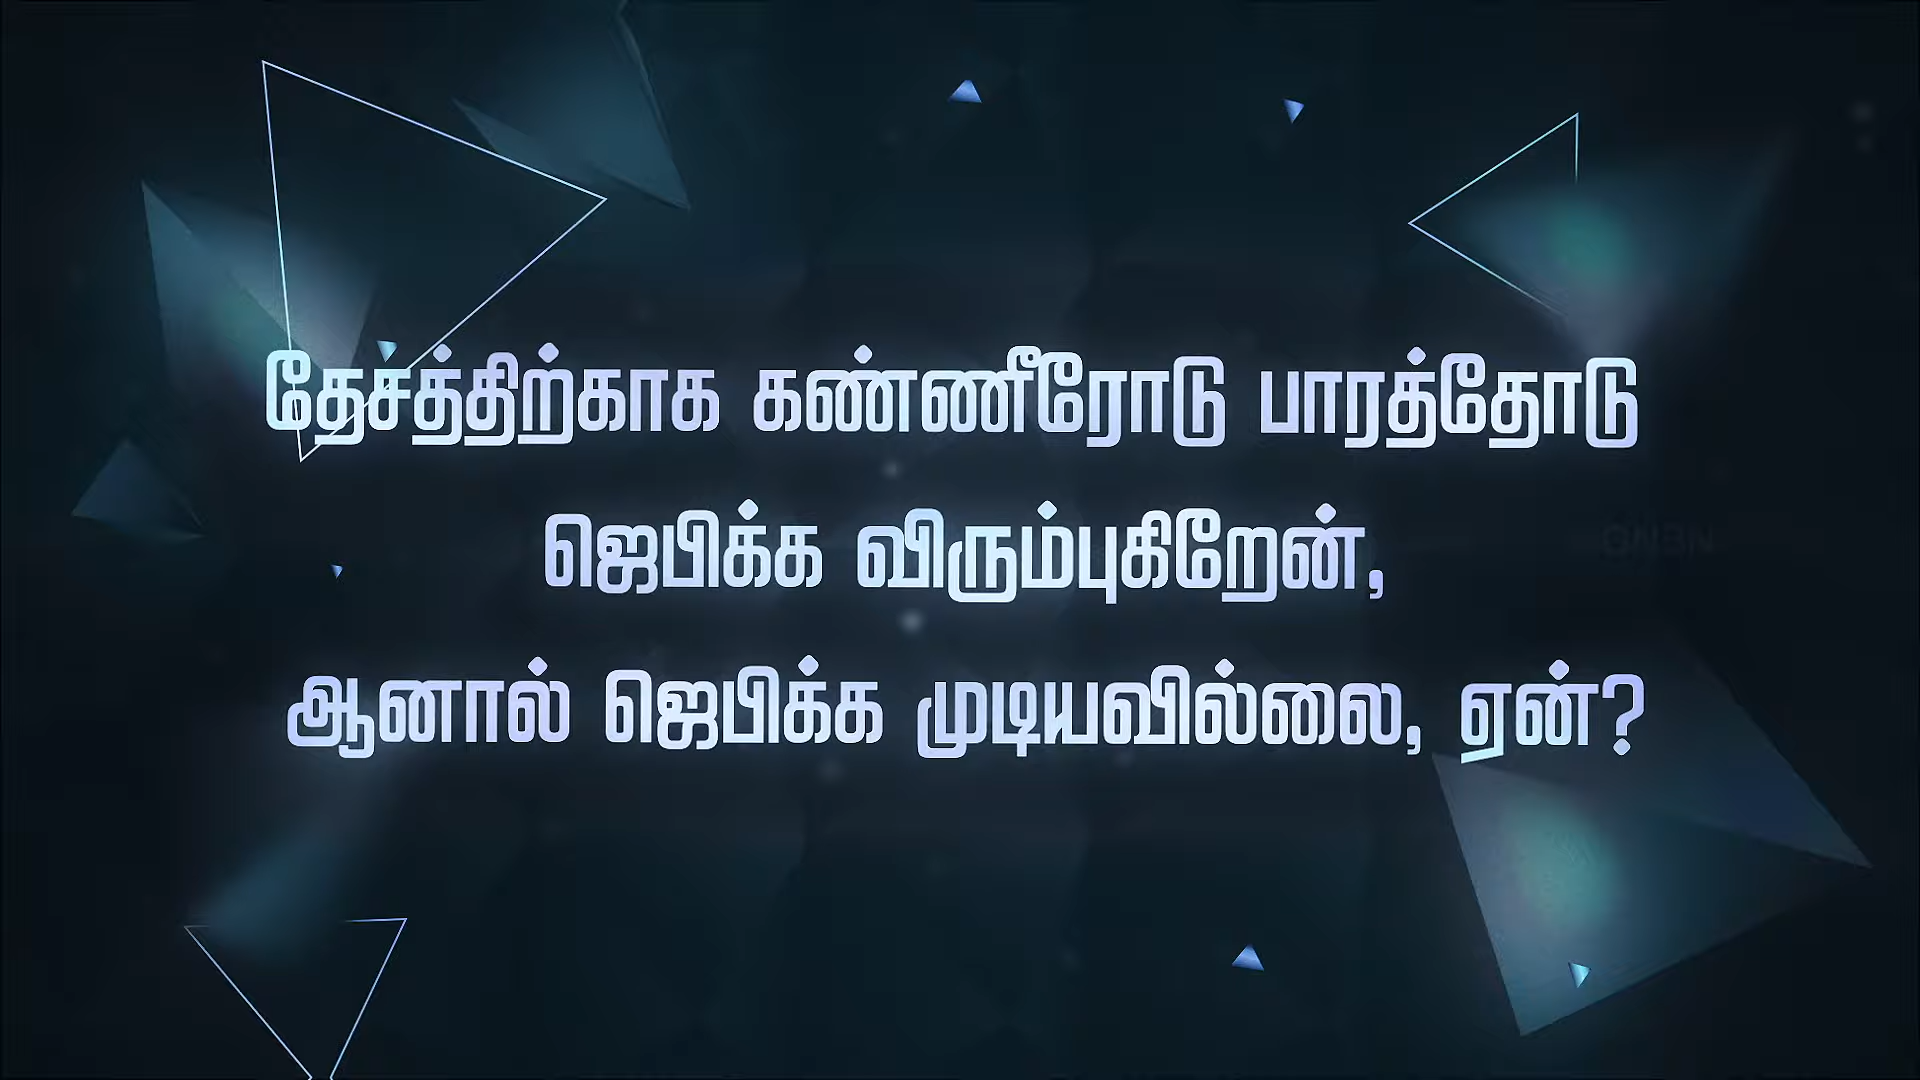 தேசத்திற்காக கண்ணீரோடு பாரத்தோடு
ஜெபிக்க விரும்புகிறேன்,
ஆனால் ஜெபிக்க முடியவில்லை, ஏன்?